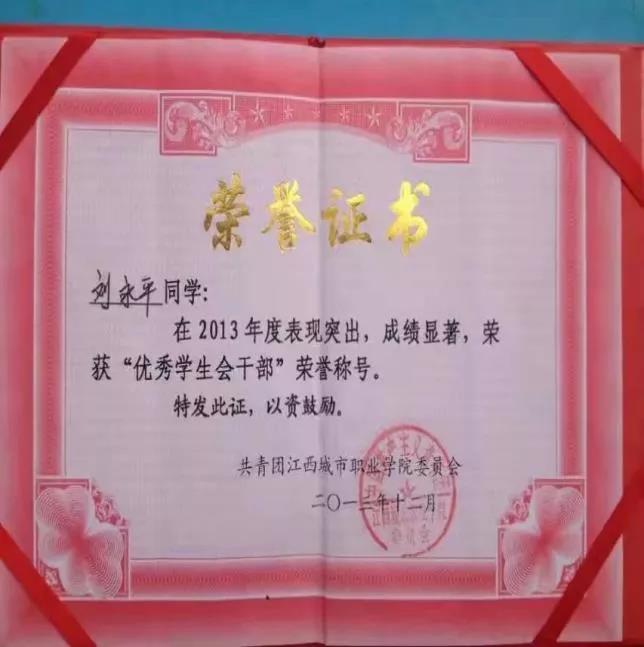 荣誉证书
刘永平同学:
在2013年度表现突出,成绩显著,荣
获“优秀学生会干部”荣誉称号。
特发此证,以资鼓励。
共青团江西城市职业学院委员会
二〇一三年十二月